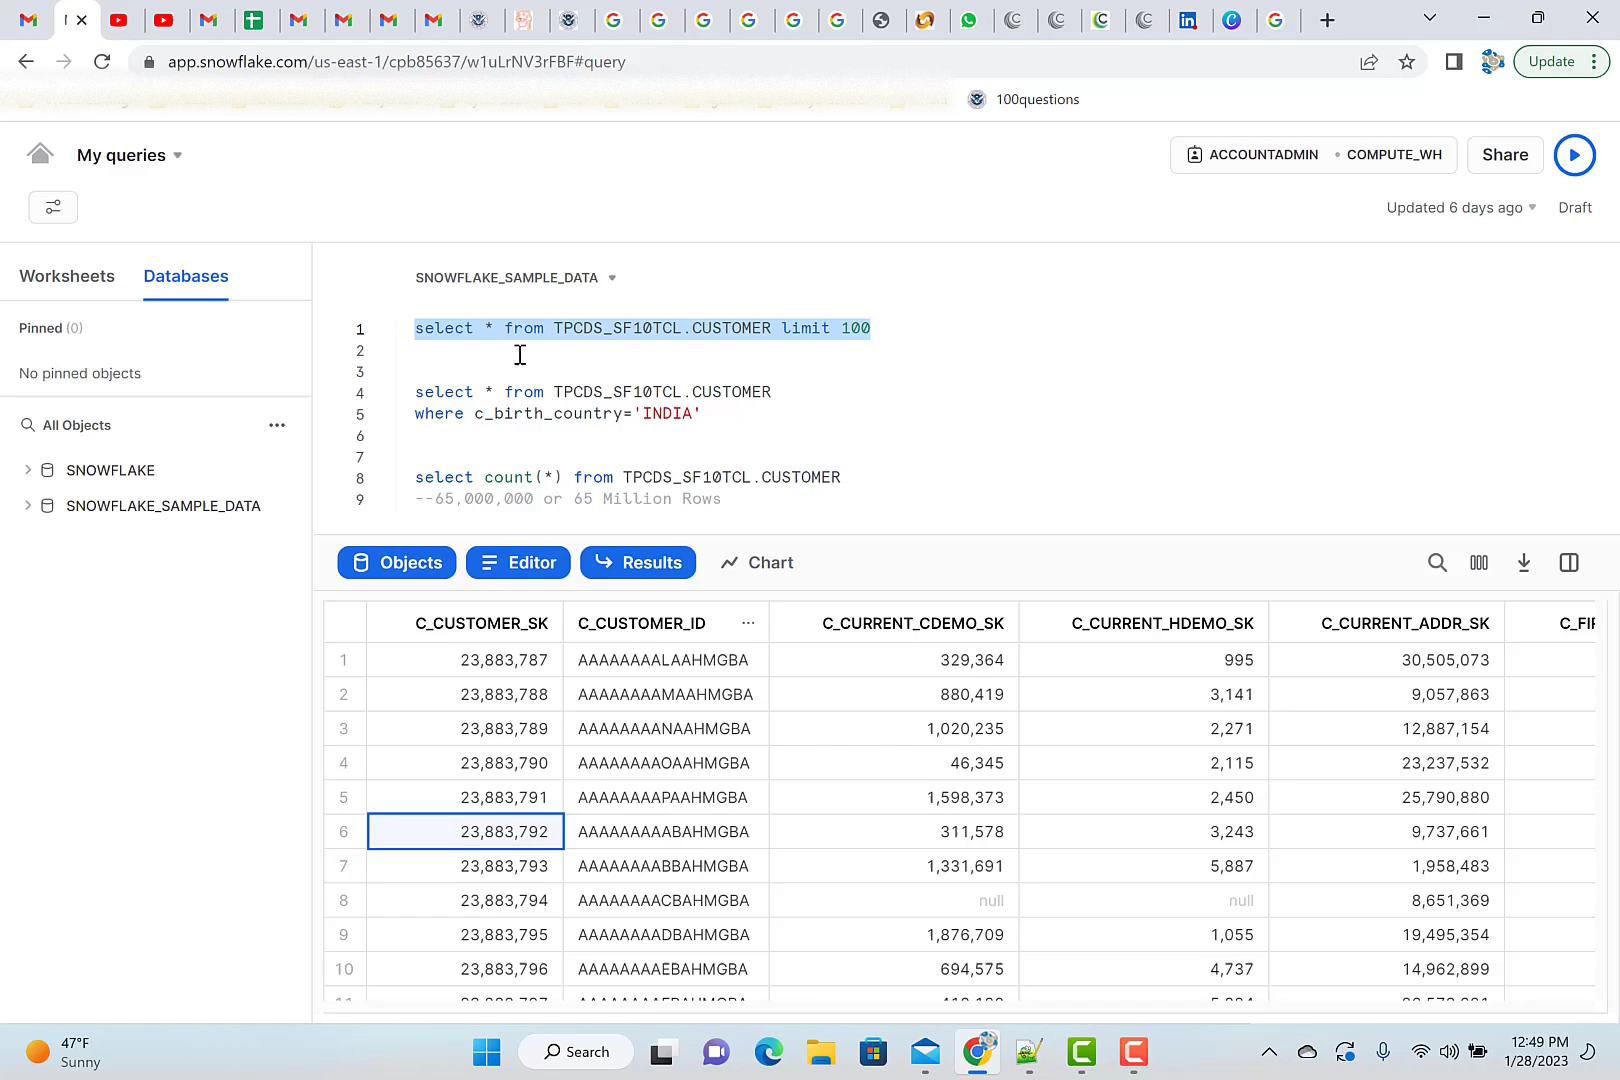 app.snowflake.com/us-east-1/cpb85637/w1uLrNV3rFBF#query
Update
100questions
My queries
ACCOUNTADMIN • COMPUTE_WH
Share
Updated 6 days ago
Draft
Worksheets
Databases
Pinned (0)
No pinned objects
All Objects
SNOWFLAKE
SNOWFLAKE_SAMPLE_DATA
SNOWFLAKE_SAMPLE_DATA
1 select * from TPCDS_SF10TCL.CUSTOMER limit 100
2
3
4 select * from TPCDS_SF10TCL.CUSTOMER
5 where c_birth_country='INDIA'
6
7
8 select count(*) from TPCDS_SF10TCL.CUSTOMER
9 --65,000,000 or 65 Million Rows
Objects Editor Results Chart
C_CUSTOMER_SK C_CUSTOMER_ID ... C_CURRENT_CDEMO_SK C_CURRENT_HDEMO_SK C_CURRENT_ADDR_SK C_FI
1 23,883,787 AAAAAAAALAAHMGBA 329,364 995 30,505,073
2 23,883,788 AAAAAAAAMAAHMGBA 880,419 3,141 9,057,863
3 23,883,789 AAAAAAAANAAHMGBA 1,020,235 2,271 12,887,154
4 23,883,790 AAAAAAAAOAAHMGBA 46,345 2,115 23,237,532
5 23,883,791 AAAAAAAAPAAHMGBA 1,598,373 2,450 25,790,880
6 23,883,792 AAAAAAAAABAHMGBA 311,578 3,243 9,737,661
7 23,883,793 AAAAAAAABBAHMGBA 1,331,691 5,887 1,958,483
8 23,883,794 AAAAAAAACBAHMGBA null null 8,651,369
9 23,883,795 AAAAAAAADBAHMGBA 1,876,709 1,055 19,495,354
10 23,883,796 AAAAAAAAEBAHMGBA 694,575 4,737 14,962,899
47°F
Sunny
Search
12:49 PM
1/28/2023